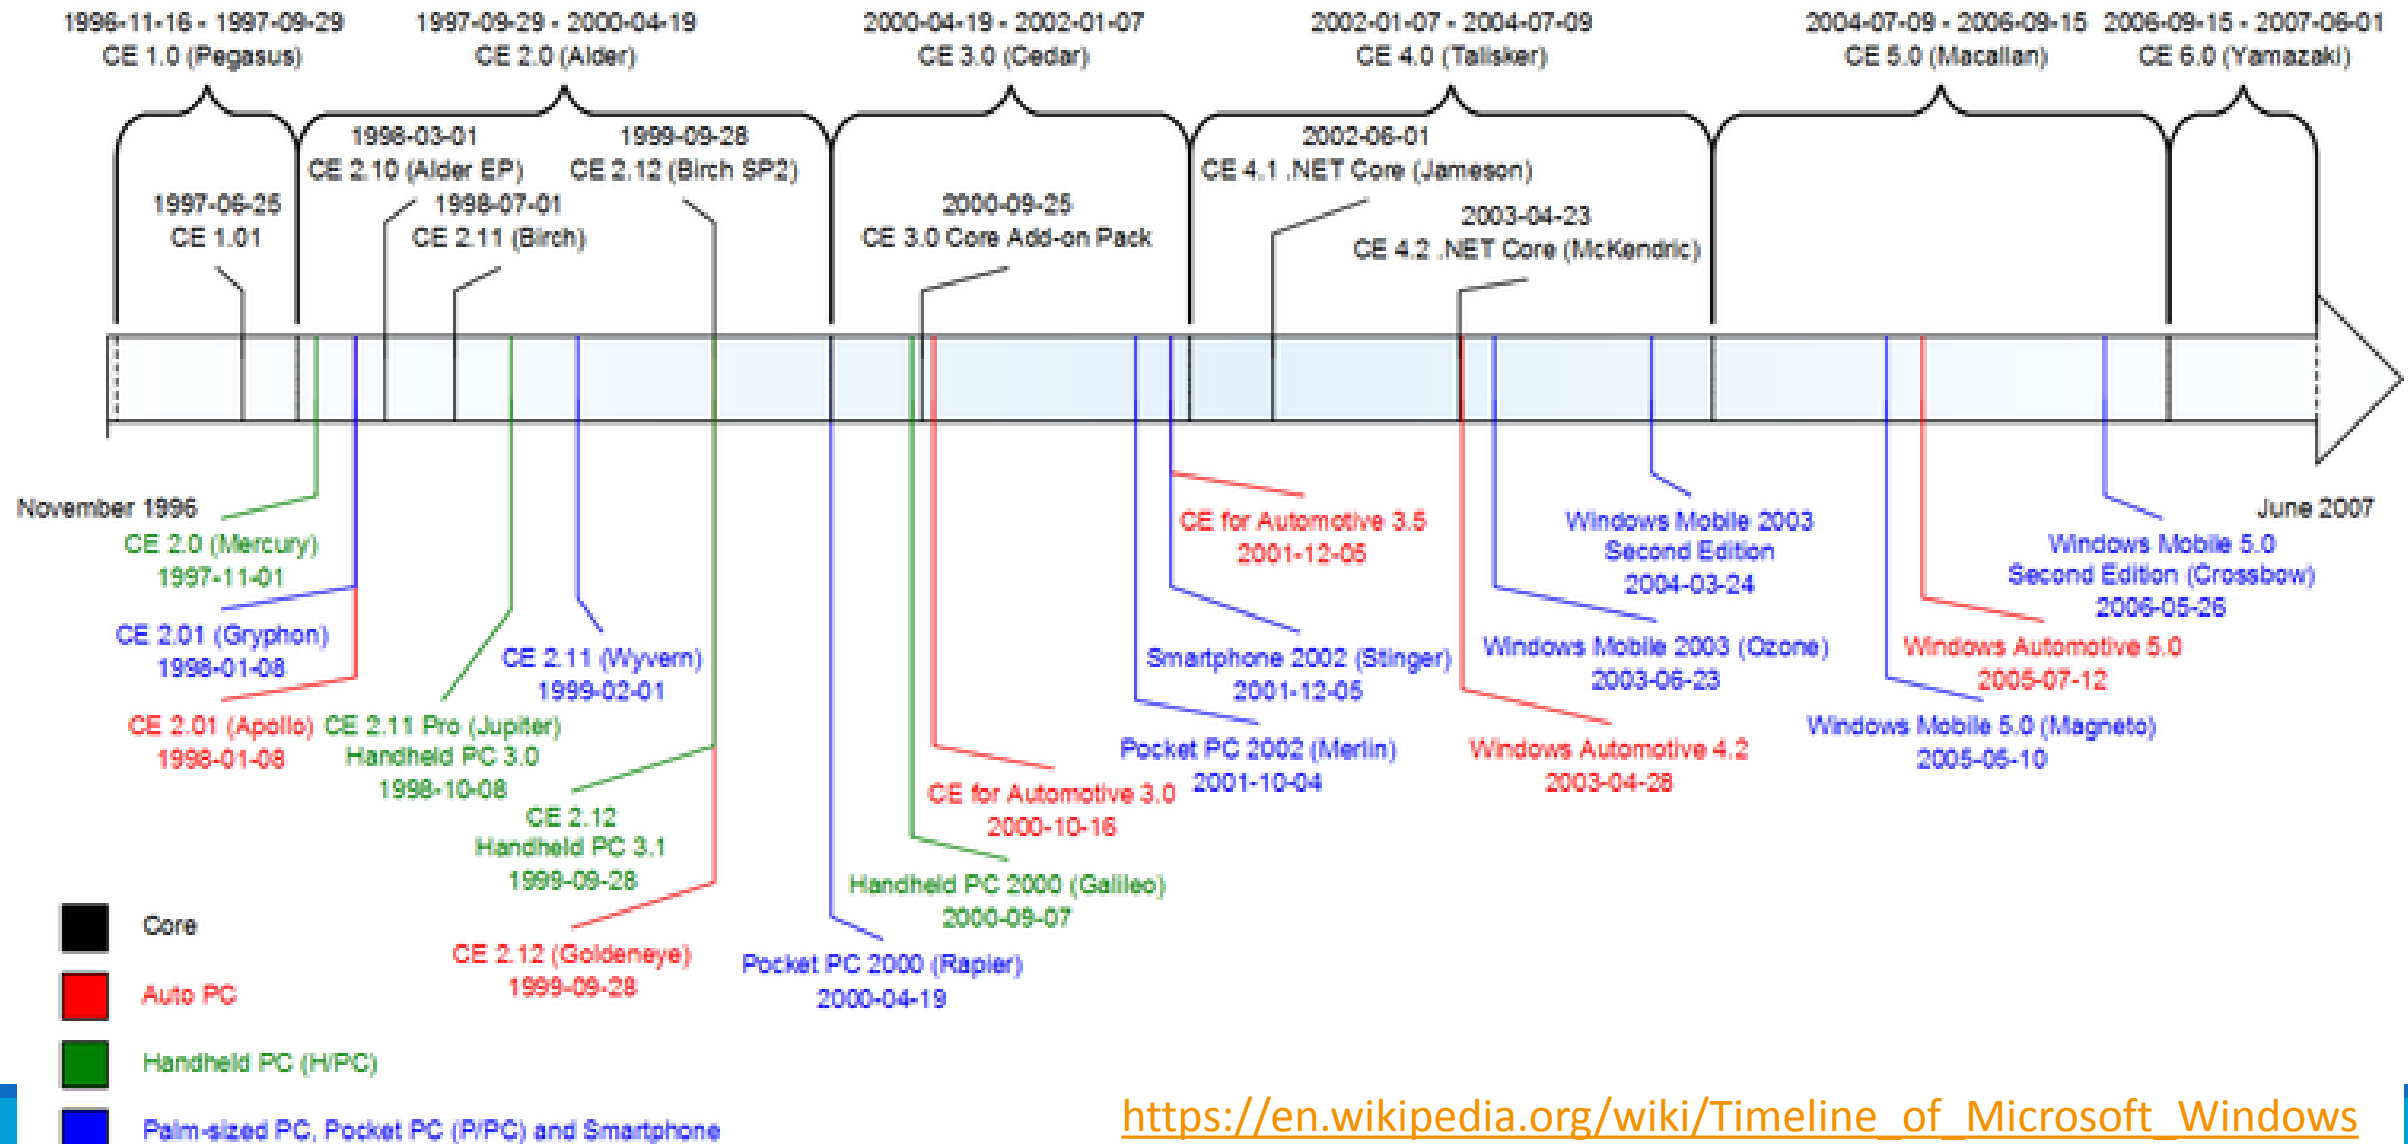 1996-11-16 - 1997-09-29
CE 1.0 (Pegasus)
1997-09-29 - 2000-04-19
CE 2.0 (Alder)
2000-04-19 - 2002-01-07
CE 3.0 (Cedar)
2002-01-07 - 2004-07-09
CE 4.0 (Talisker)
2004-07-09 - 2006-09-15
CE 5.0 (Macallan)
2006-09-15 - 2007-06-01
CE 6.0 (Yamazaki)
1998-03-01
CE 2.10 (Alder EP)
1999-09-28
CE 2.12 (Birch SP2)
2002-06-01
CE 4.1 .NET Core (Jameson)
1997-06-25
CE 1.01
1998-07-01
CE 2.11 (Birch)
2000-09-25
CE 3.0 Core Add-on Pack
2003-04-23
CE 4.2 .NET Core (McKendric)
November 1996
June 2007
CE 2.0 (Mercury)
1997-11-01
CE 2.01 (Gryphon)
1998-01-08
CE 2.01 (Apollo)
1998-01-08
CE 2.11 Pro (Jupiter)
Handheld PC 3.0
1998-10-08
CE 2.11 (Wyvern)
1999-02-01
CE 2.12
Handheld PC 3.1
1999-09-28
CE 2.12 (Goldeneye)
1999-09-28
Pocket PC 2000 (Rapier)
2000-04-19
Handheld PC 2000 (Galileo)
2000-09-07
CE for Automotive 3.0
2000-10-16
Pocket PC 2002 (Merlin)
2001-10-04
Smartphone 2002 (Stinger)
2001-12-05
CE for Automotive 3.5
2001-12-05
Windows Automotive 4.2
2003-04-28
Windows Mobile 2003 (Ozone)
2003-06-23
Windows Mobile 2003
Second Edition
2004-03-24
Windows Mobile 5.0 (Magneto)
2005-05-10
Windows Automotive 5.0
2005-07-12
Windows Mobile 5.0
Second Edition (Crossbow)
2006-05-26
Core
Auto PC
Handheld PC (H/PC)
Palm-sized PC, Pocket PC (P/PC) and Smartphone
https://en.wikipedia.org/wiki/Timeline_of_Microsoft_Windows